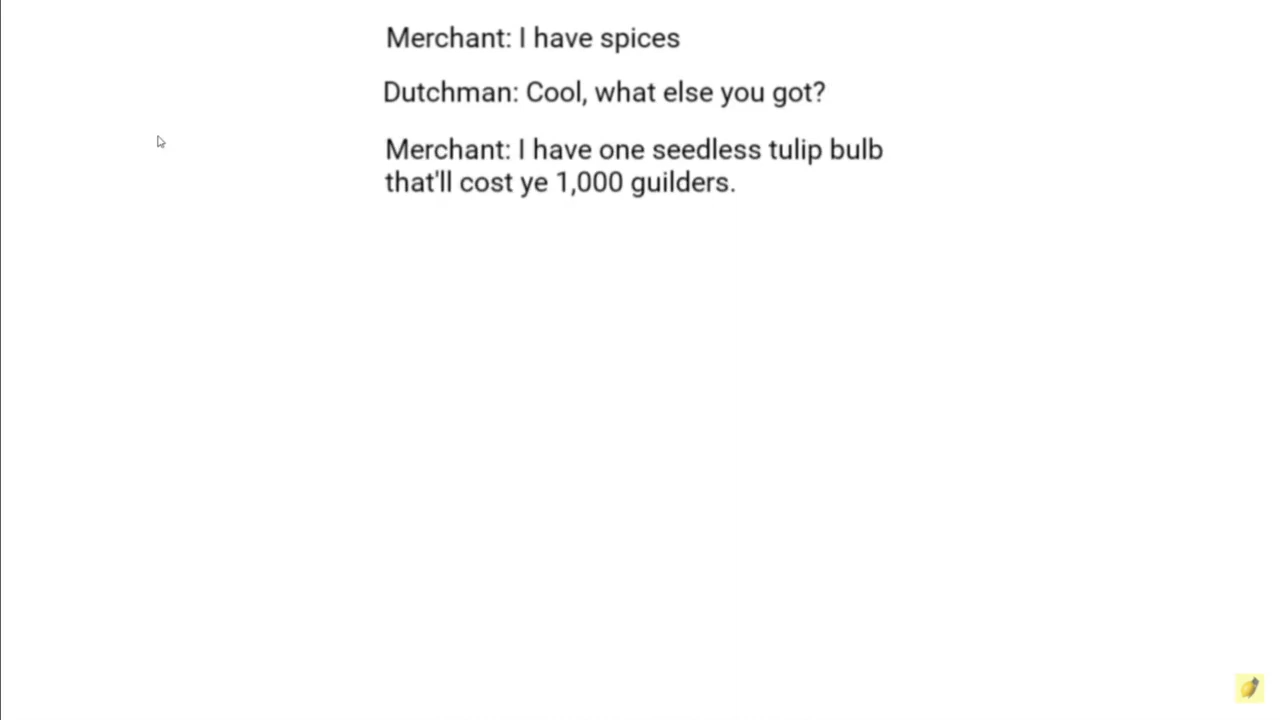 Merchant: I have spices
Dutchman: Cool, what else you got?
Merchant: I have one seedless tulip bulb
that'll cost ye 1,000 guilders.